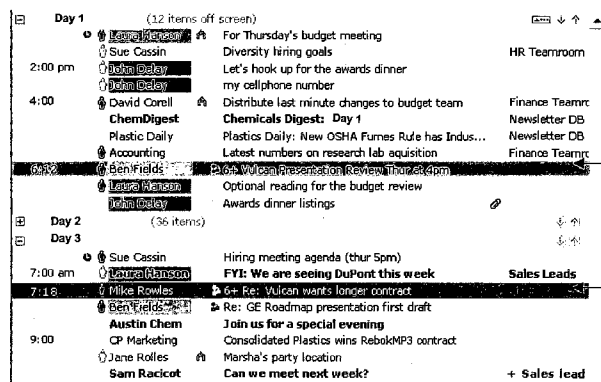 Day 1 (12 items off screen)
Laura Hanson For Thursday's budget meeting
Sue Cassin Diversity hiring goals HR Teamroom
2:00 pm John Delay Let's hook up for the awards dinner
John Delay my cellphone number
4:00 David Corell Distribute last minute changes to budget team Finance Teamrc
ChemDigest Chemicals Digest: Day 1 Newsletter DB
Plastic Daily Plastics Daily: New OSHA Fumes Rule has Indus... Newsletter DB
Accounting Latest numbers on research lab aquisition Finance Teamrc
6:12 Ben Fields 6+ Vulcan Presentation Review Thur at 4pm
Laura Hanson Optional reading for the budget review
John Delay Awards dinner listings
Day 2 (36 items)
Day 3
Sue Cassin Hiring meeting agenda (thur 5pm)
7:00 am Laura Hanson FYI: We are seeing DuPont this week Sales Leads
7:18 Mike Rowles 6+ Re: Vulcan wants longer contract
Ben Fields Re: GE Roadmap presentation first draft
Austin Chem Join us for a special evening
9:00 CP Marketing Consolidated Plastics wins RebokMP3 contract
Jane Rolles Marsha's party location
Sam Racicot Can we meet next week? + Sales lead